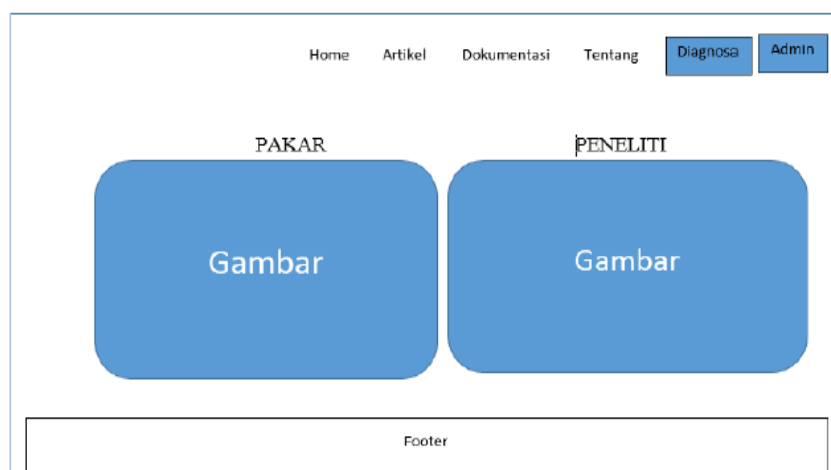 Home Artikel Dokumentasi Tentang Diagnosa Admin
PAKAR PENELITI
Gambar Gambar
Footer